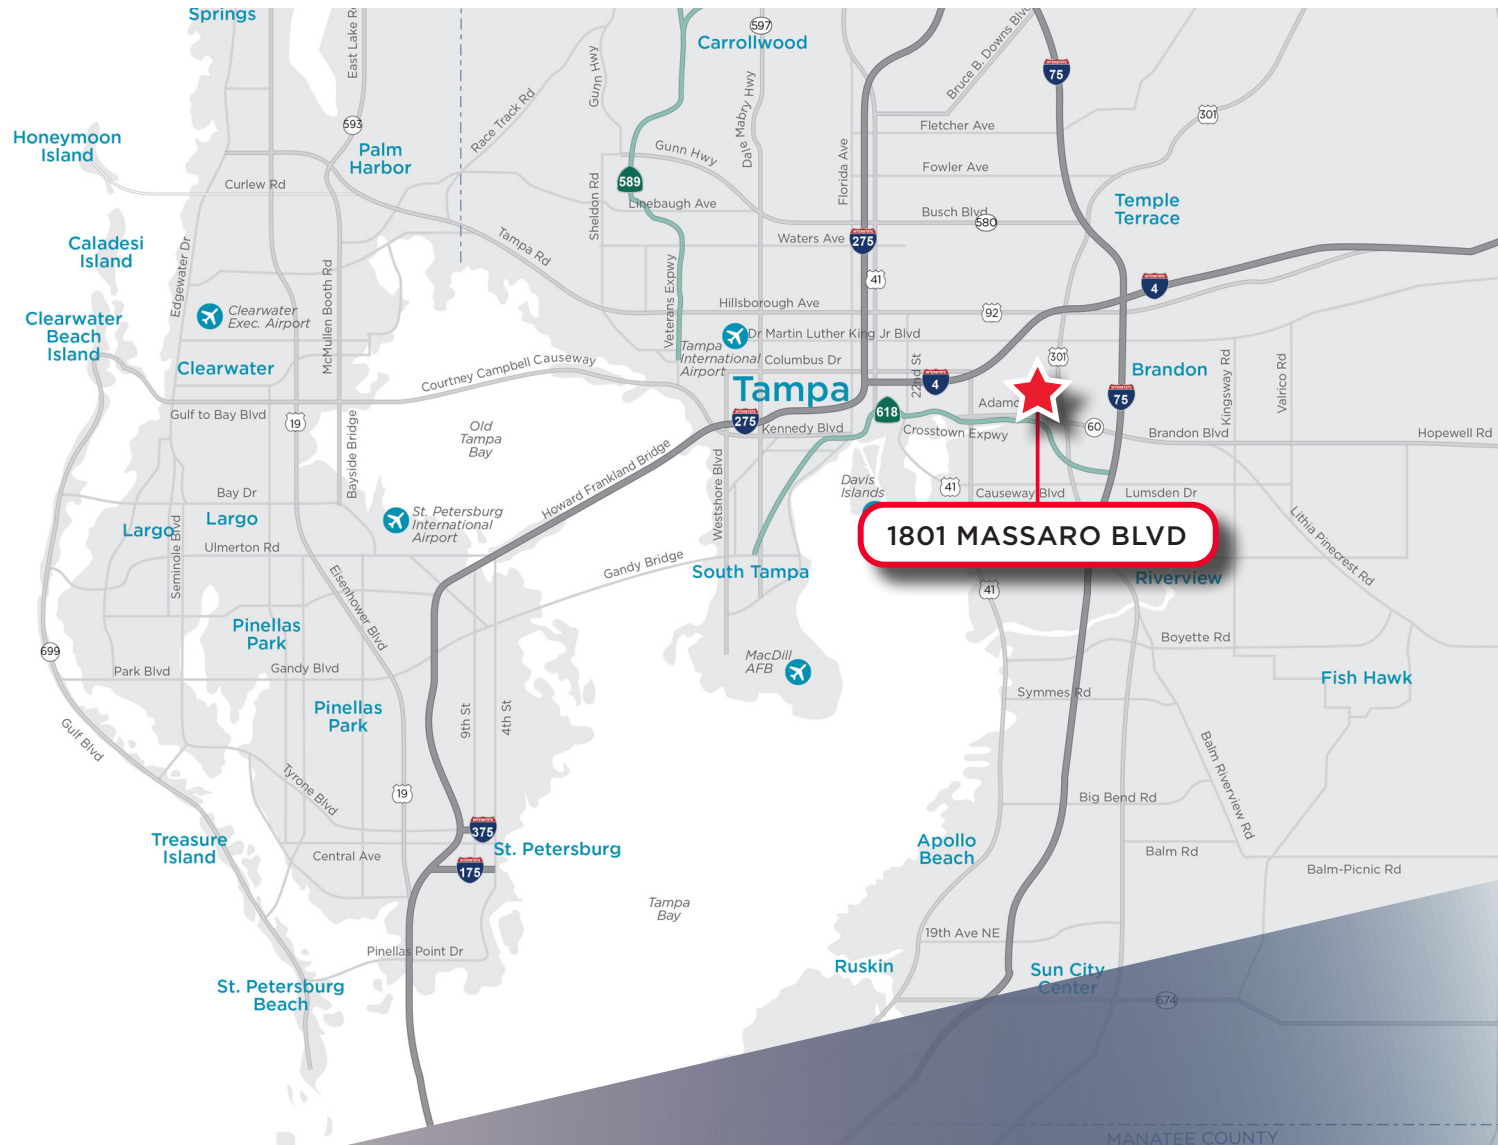 Springs
East Lake R
597
Carrollwood
Bruce B. Downs Blv
INTERSTATE
75
301
Gunn Hwy
Race Track Rd
Dale Mabry Hwy
Fletcher Ave
593
Honeymoon
Island
Palm
Harbor
Gunn Hwy
Florida Ave
Fowler Ave
589
Curlew Rd
Linebaugh Ave
Sheldon Rd
Busch Blvd
580
Temple
Terrace
Caladesi
Island
Edgewater Dr
Tampa Rd
Waters Ave
INTERSTATE
275
41
INTERSTATE
4
McMullen Booth Rd
Veterans Expwy
Hillsborough Ave
92
Clearwater
Exec. Airport
Clearwater
Beach
Island
Dr Martin Luther King Jr Blvd
Tampa
International
Airport
Columbus Dr
22nd St
301
Clearwater
Courtney Campbell Causeway
Tampa
INTERSTATE
4
INTERSTATE
75
Brandon
Kingsway Rd
Valrico Rd
Gulf to Bay Blvd
19
Bayside Bridge
Old
Tampa
Bay
INTERSTATE
275
618
Adamo
Kennedy Blvd
Crosstown Expwy
60
Brandon Blvd
Hopewell Rd
Howard Frankland Bridge
Westshore Blvd
Davis
Islands
41
Causeway Blvd
Lumsden Dr
Bay Dr
Largo
Largo
Seminole Blvd
St. Petersburg
International
Airport
Ulmerton Rd
1801 MASSARO BLVD
Lithia Pinecrest Rd
Gandy Bridge
South Tampa
Riverview
41
Eisenhower Blvd
Pinellas
Park
Boyette Rd
699
Park Blvd
Gandy Blvd
MacDill
AFB
Fish Hawk
Symmes Rd
Pinellas
Park
9th St
4th St
Gulf Blvd
Balm Riverview Rd
Tyrone Blvd
19
Big Bend Rd
INTERSTATE
375
Treasure
Island
Central Ave
St. Petersburg
INTERSTATE
175
Apollo
Beach
Balm Rd
Balm-Picnic Rd
Tampa
Bay
19th Ave NE
Pinellas Point Dr
Ruskin
Sun City
Center
674
St. Petersburg
Beach
MANATEE COUNTY